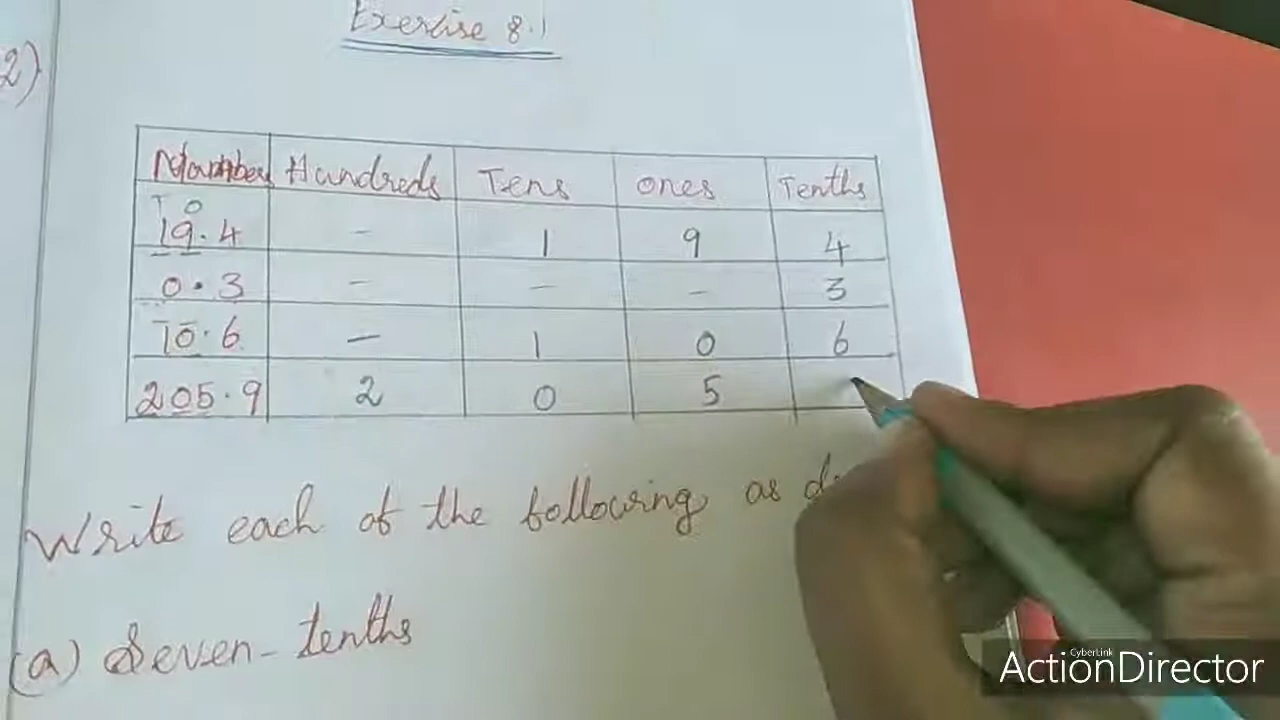 Exercise 8.1
2)
Number Hundreds Tens ones Tenths
T O
19.4 - 1 9 4
0.3 - - - 3
10.6 - 1 0 6
205.9 2 0 5
Write each of the following as
(a) Seven-tenths
CyberLink
ActionDirector